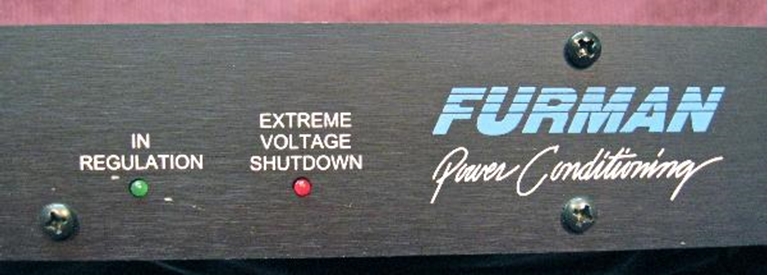 IN
REGULATION
EXTREME
VOLTAGE
SHUTDOWN
FURMAN
Power Conditioning